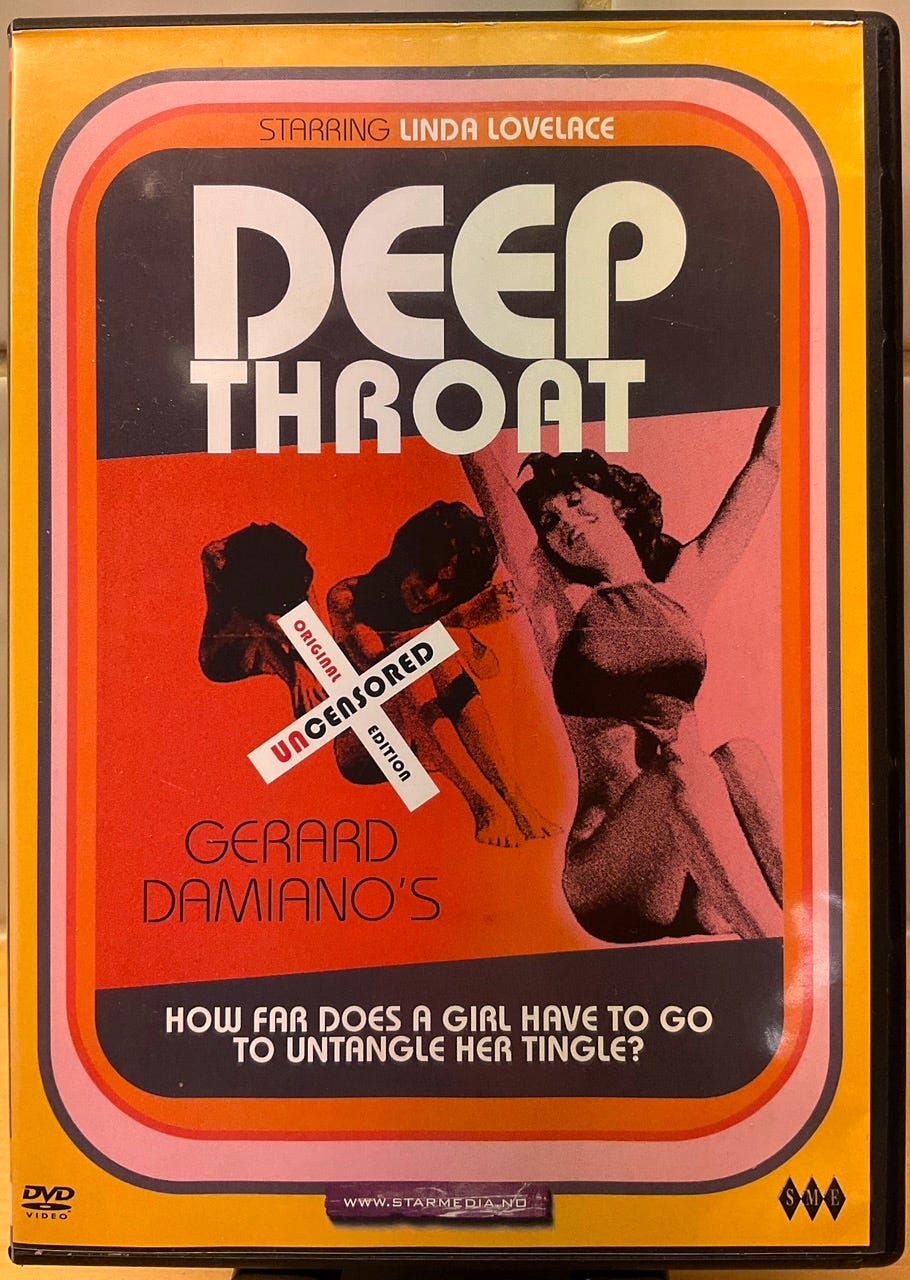 STARRING LINDA LOVELACE
DEEP
THROAT
ORIGINAL
UNCENSORED
EDITION
GERARD
DAMIANO'S
HOW FAR DOES A GIRL HAVE TO GO
TO UNTANGLE HER TINGLE?
DVD
VIDEO
WWW.STARMEDIA.NO
SME